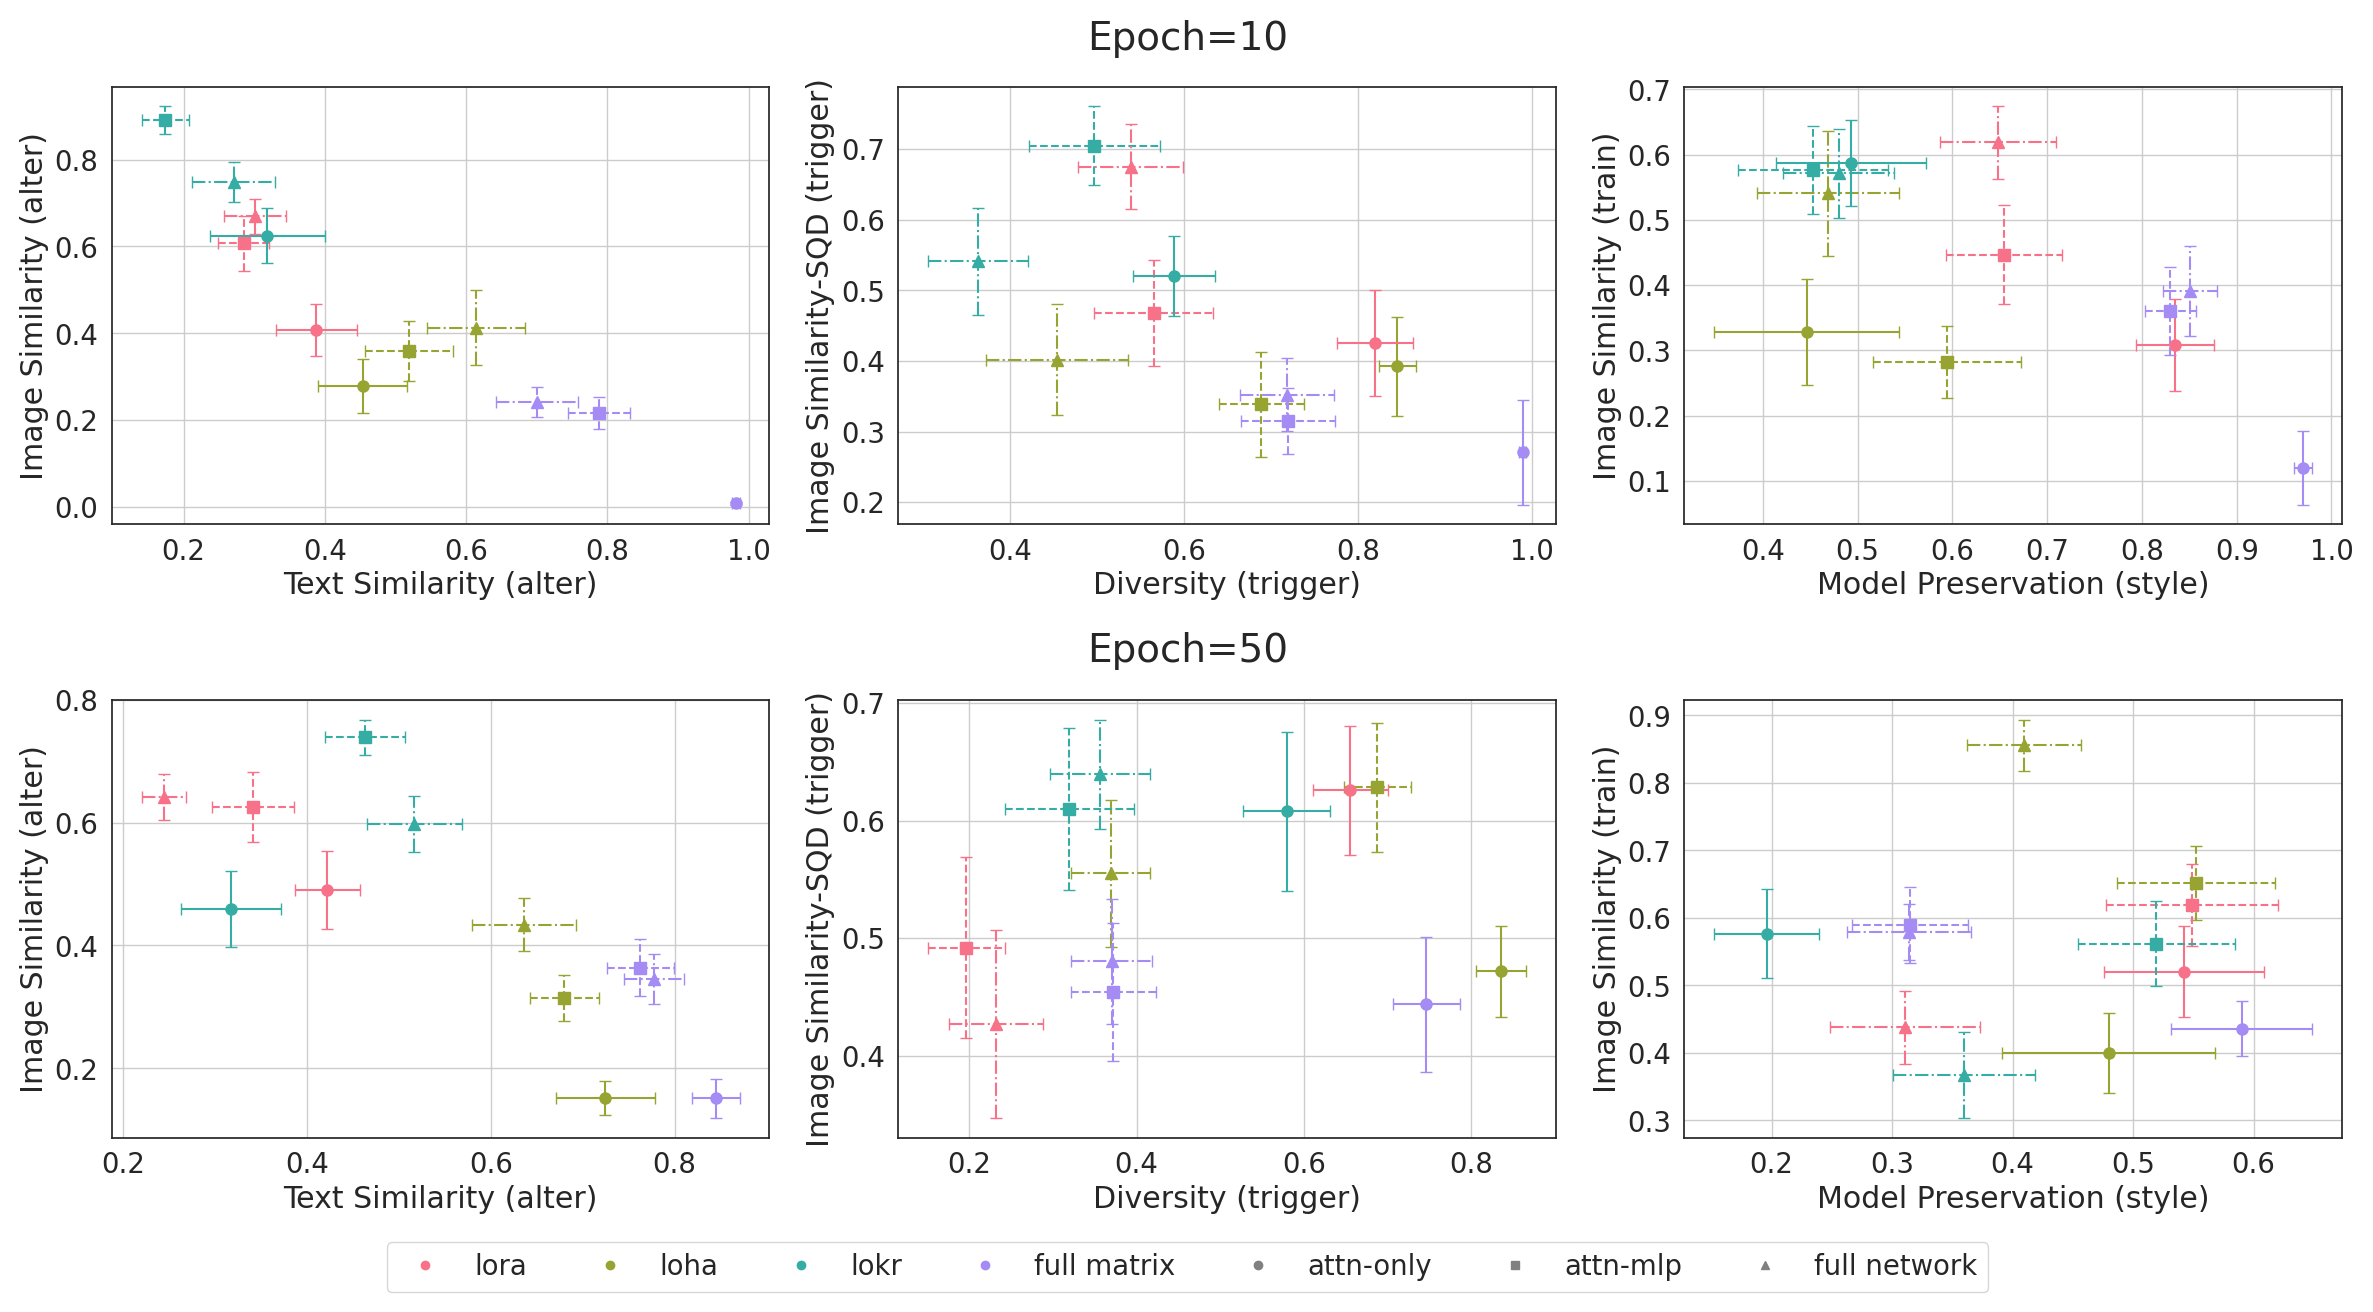 Epoch=10
Image Similarity (alter)
0.8
0.6
0.4
0.2
0.0
0.2 0.4 0.6 0.8 1.0
Text Similarity (alter)
Image Similarity-SQD (trigger)
0.7
0.6
0.5
0.4
0.3
0.2
0.4 0.6 0.8 1.0
Diversity (trigger)
Image Similarity (train)
0.7
0.6
0.5
0.4
0.3
0.2
0.1
0.4 0.5 0.6 0.7 0.8 0.9 1.0
Model Preservation (style)
Epoch=50
Image Similarity (alter)
0.8
0.6
0.4
0.2
0.2 0.4 0.6 0.8
Text Similarity (alter)
Image Similarity-SQD (trigger)
0.7
0.6
0.5
0.4
0.2 0.4 0.6 0.8
Diversity (trigger)
Image Similarity (train)
0.9
0.8
0.7
0.6
0.5
0.4
0.3
0.2 0.3 0.4 0.5 0.6
Model Preservation (style)
lora loha lokr full matrix attn-only attn-mlp full network